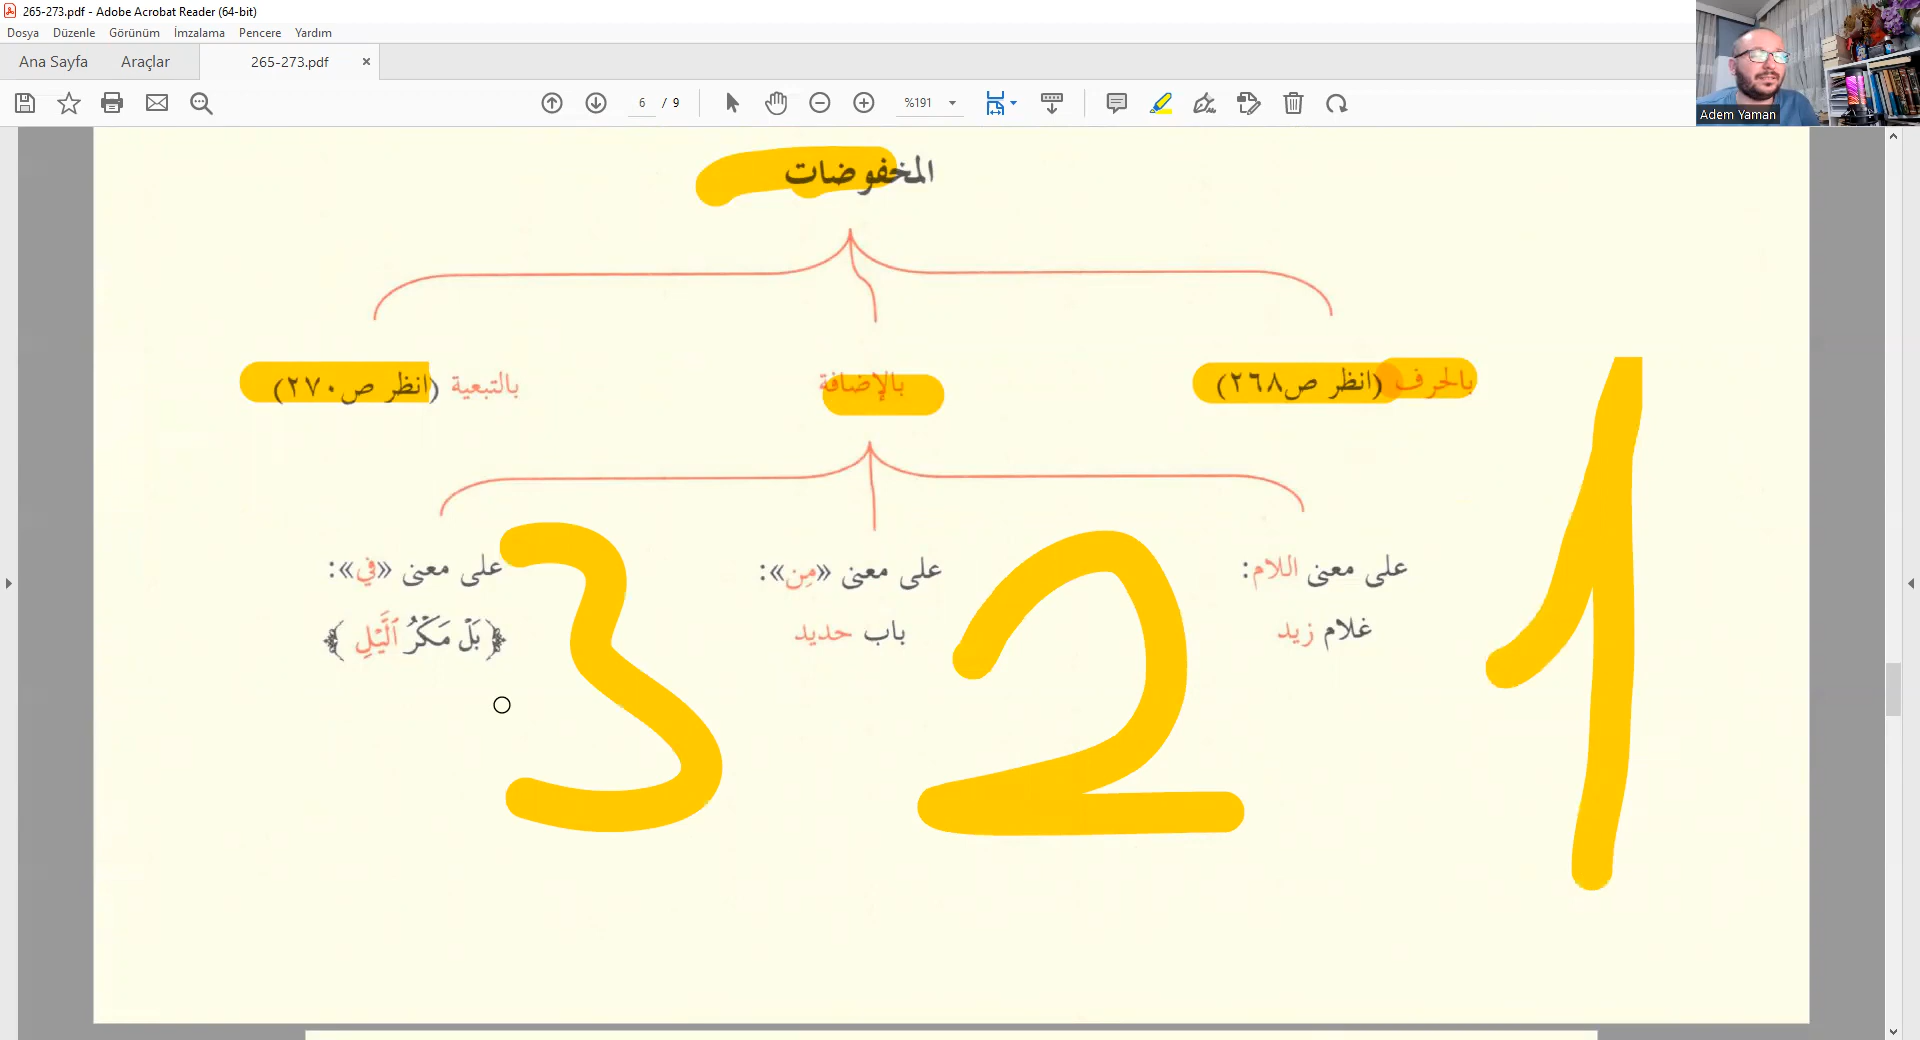 265-273.pdf - Adobe Acrobat Reader (64-bit)
Dosya Düzenle Görünüm İmzalama Pencere Yardım
Ana Sayfa Araçlar 265-273.pdf ×
6 / 9 %191
Adem Yaman
المخفوضات
بالحرف (انظر ص٢٦٨) بالإضافة بالتبعية (انظر ص٢٧٠)
على معنى اللام: على معنى «مِن»: على معنى «في»:
غلام زيد باب حديد ﴿بَلۡ مَكۡرُ ٱلَّيۡلِ﴾
1 2 3